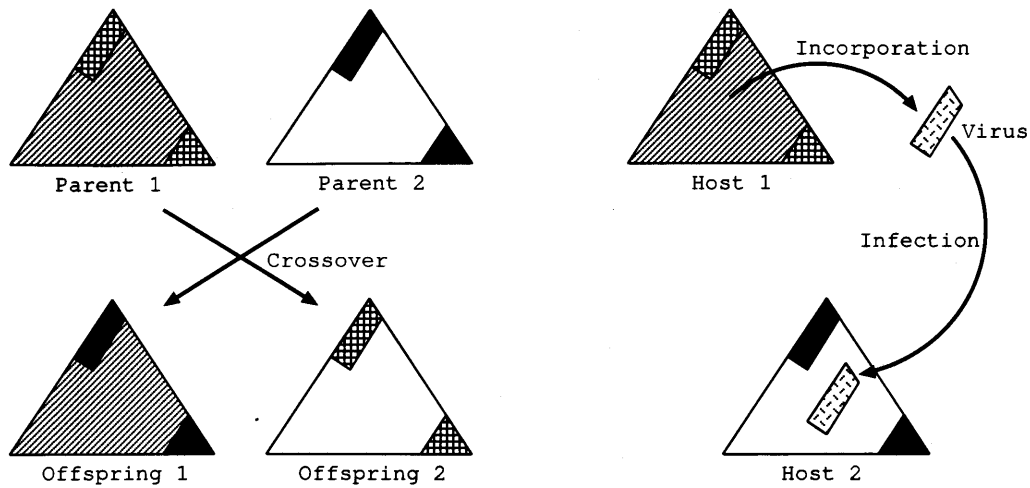 Parent 1
Parent 2
Crossover
Offspring 1
Offspring 2
Host 1
Incorporation
Virus
Infection
Host 2